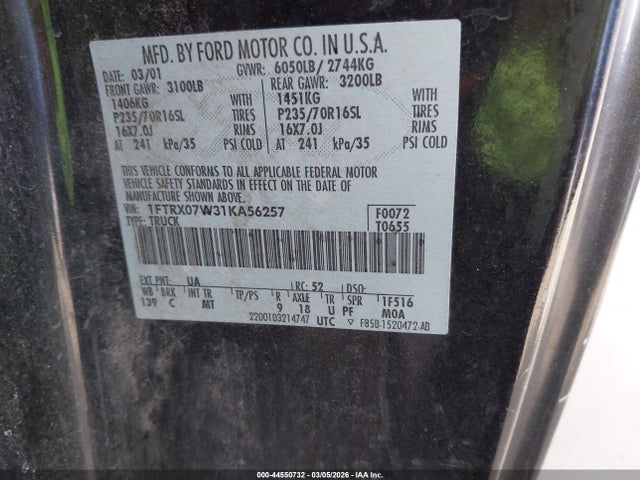 MFD. BY FORD MOTOR CO. IN U.S.A.
DATE: 03/01 GVWR: 6050LB/ 2744KG
FRONT GAWR: 3100LB REAR GAWR: 3200LB
1406KG WITH 1451KG WITH
P235/70R16SL TIRES P235/70R16SL TIRES
16X7.0J RIMS 16X7.0J RIMS
AT 241 kPa/35 PSI COLD AT 241 kPa/35 PSI COLD
THIS VEHICLE CONFORMS TO ALL APPLICABLE FEDERAL MOTOR
VEHICLE SAFETY STANDARDS IN EFFECT ON THE DATE OF
MANUFACTURE SHOWN ABOVE.
VIN: 1FTRX07W31KA56257 F0072
TYPE: TRUCK T0655
EXT PNT: UA RC: 52 DSO:
WB BRK INT TR TP/PS R AXLE TR SPR 1F516
139 C MT 9 18 U PF MOA
2200103214747 UTC F85B-1520472-AB
000-44550732 - 03/05/2026 - IAA Inc.